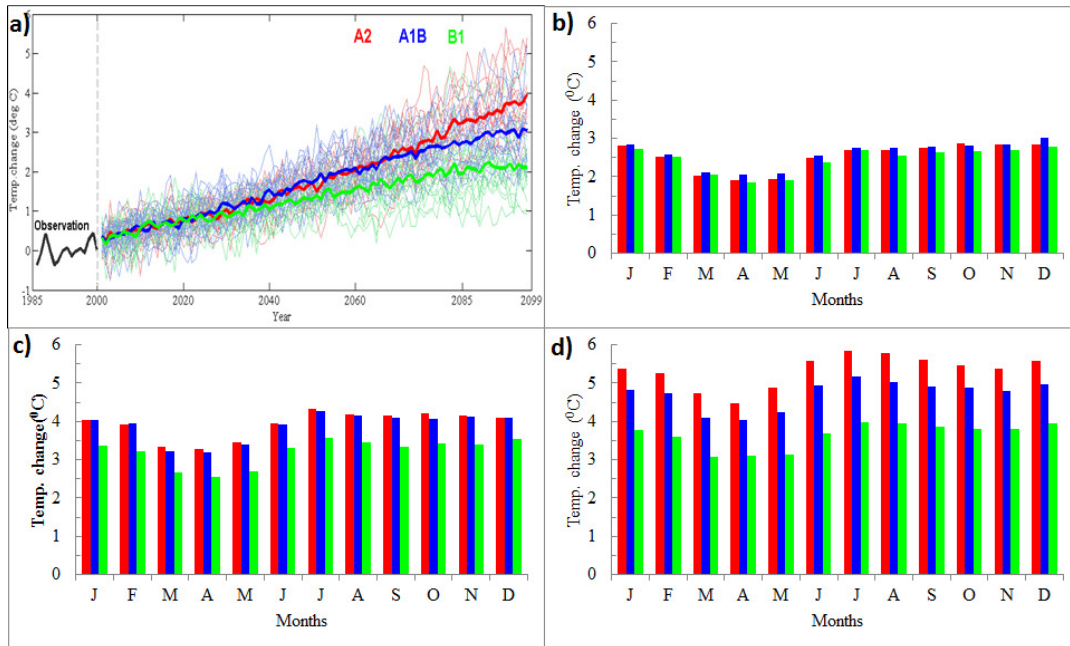 a)
A2 A1B B1
6
5
4
3
2
1
0
-1
Temp.change (deg C)
Observation
1985 2000 2020 2040 2060 2085 2099
Year
b)
6
5
4
3
2
1
0
Temp. change (⁰C)
J F M A M J J A S O N D
Months
c)
6
5
4
3
2
1
0
Temp. change(⁰C)
J F M A M J J A S O N D
Months
d)
6
5
4
3
2
1
0
Temp. change (⁰C)
J F M A M J J A S O N D
Months